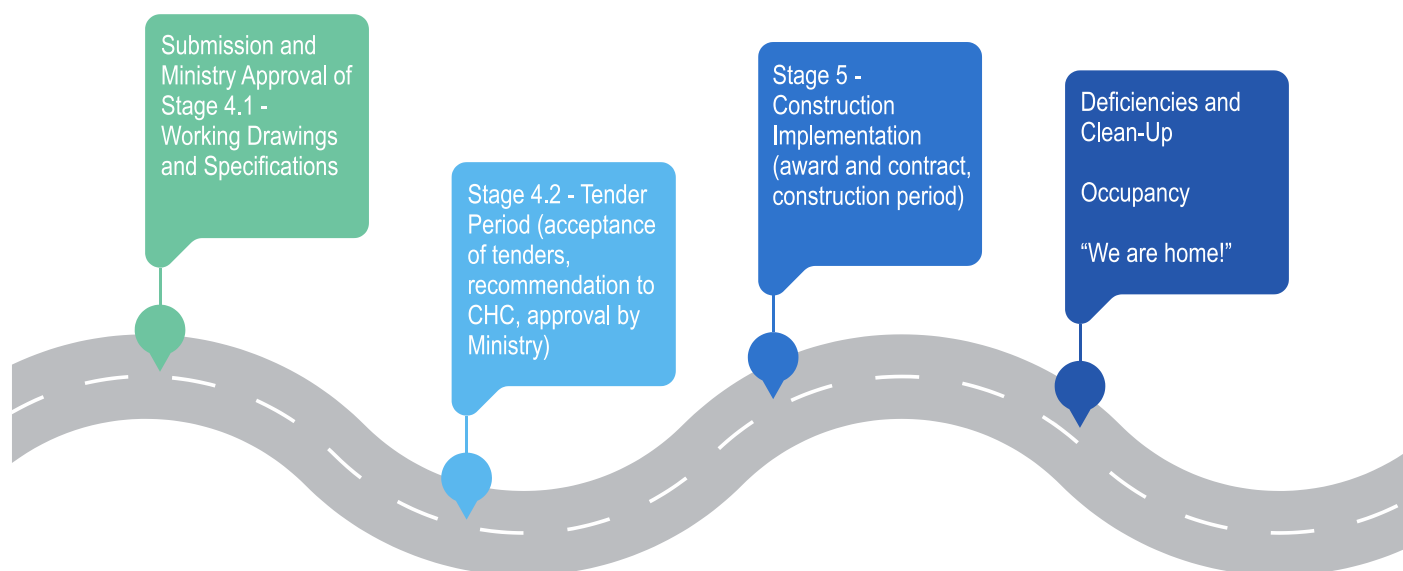 Submission and
Ministry Approval of
Stage 4.1 -
Working Drawings
and Specifications
Stage 4.2 - Tender
Period (acceptance
of tenders,
recommendation to
CHC, approval by
Ministry)
Stage 5 -
Construction
Implementation
(award and contract,
construction period)
Deficiencies and
Clean-Up
Occupancy
“We are home!”